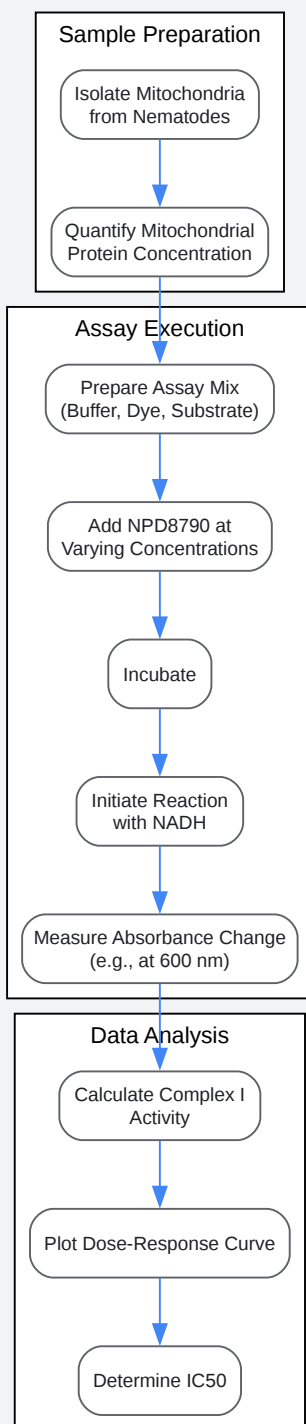 Sample Preparation
Isolate Mitochondria
from Nematodes
Quantify Mitochondrial
Protein Concentration
Assay Execution
Prepare Assay Mix
(Buffer, Dye, Substrate)
Add NPD8790 at
Varying Concentrations
Incubate
Initiate Reaction
with NADH
Measure Absorbance Change
(e.g., at 600 nm)
Data Analysis
Calculate Complex I
Activity
Plot Dose-Response Curve
Determine IC50